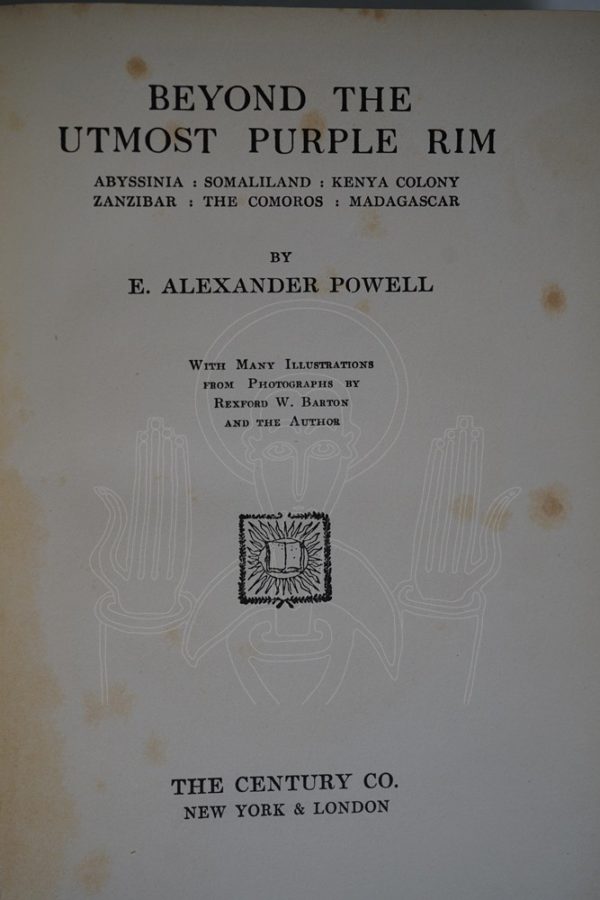 BEYOND THE
UTMOST PURPLE RIM
ABYSSINIA : SOMALILAND : KENYA COLONY
ZANZIBAR : THE COMOROS : MADAGASCAR
BY
E. ALEXANDER POWELL
WITH MANY ILLUSTRATIONS
FROM PHOTOGRAPHS BY
REXFORD W. BARTON
AND THE AUTHOR
THE CENTURY CO.
NEW YORK & LONDON